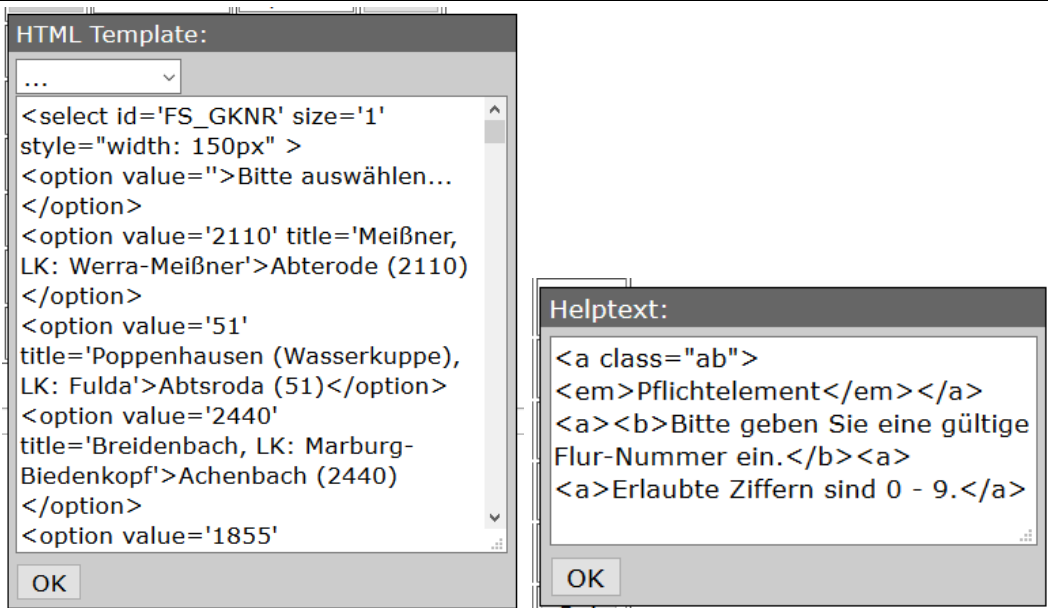 HTML Template:
...
<select id='FS_GKNR' size='1'
style="width: 150px" >
<option value=''>Bitte auswählen...
</option>
<option value='2110' title='Meißner,
LK: Werra-Meißner'>Abterode (2110)
</option>
<option value='51'
title='Poppenhausen (Wasserkuppe),
LK: Fulda'>Abtsroda (51)</option>
<option value='2440'
title='Breidenbach, LK: Marburg-
Biedenkopf'>Achenbach (2440)
</option>
<option value='1855'
OK
Helptext:
<a class="ab">
<em>Pflichtelement</em></a>
<a><b>Bitte geben Sie eine gültige
Flur-Nummer ein.</b><a>
<a>Erlaubte Ziffern sind 0 - 9.</a>
OK